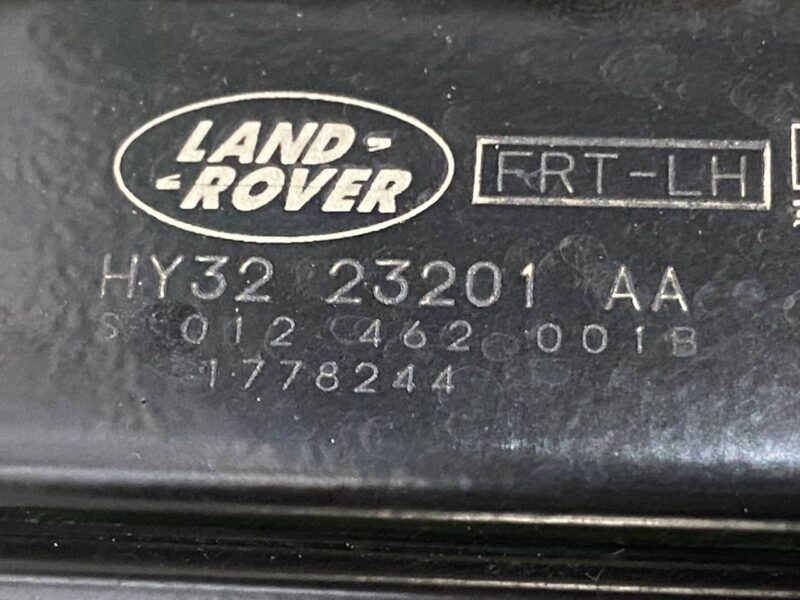 LAND-
-ROVER
FRT-LH
HY32 23201 AA
S 012 462 001B
1778244